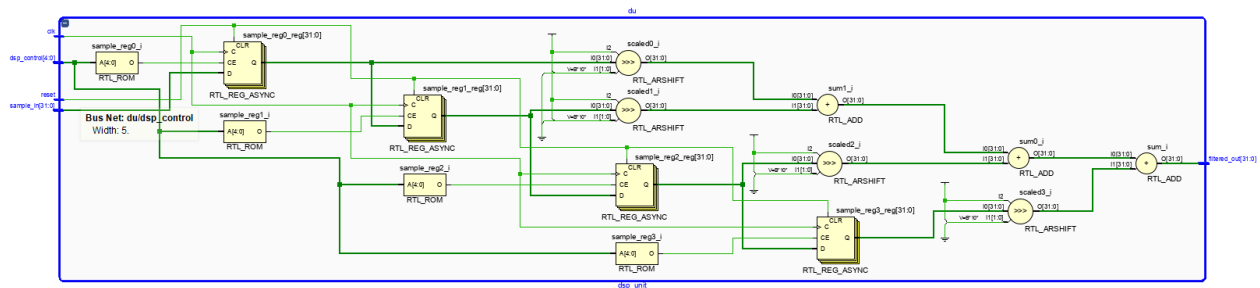 du
clk
dsp_control[4:0]
reset
sample_in[31:0]
sample_reg0_i
A[4:0] O
RTL_ROM
sample_reg0_reg[31:0]
CLR
C
CE
D
Q
RTL_REG_ASYNC
Bus Net: du/dsp_control
Width: 5.
sample_reg1_i
A[4:0] O
RTL_ROM
sample_reg1_reg[31:0]
CLR
C
CE
D
Q
RTL_REG_ASYNC
sample_reg2_i
A[4:0] O
RTL_ROM
sample_reg2_reg[31:0]
CLR
C
CE
D
Q
RTL_REG_ASYNC
sample_reg3_i
A[4:0] O
RTL_ROM
sample_reg3_reg[31:0]
CLR
C
CE
D
Q
RTL_REG_ASYNC
scaled0_i
I2
I0[31:0]
I1[1:0]
>>>
O[31:0]
RTL_ARSHIFT
scaled1_i
I2
I0[31:0]
I1[1:0]
>>>
O[31:0]
RTL_ARSHIFT
scaled2_i
I2
I0[31:0]
I1[1:0]
>>>
O[31:0]
RTL_ARSHIFT
scaled3_i
I2
I0[31:0]
I1[1:0]
>>>
O[31:0]
RTL_ARSHIFT
sum1_i
I0[31:0]
I1[31:0]
+
O[31:0]
RTL_ADD
sum0_i
I0[31:0]
I1[31:0]
+
O[31:0]
RTL_ADD
sum_i
I0[31:0]
I1[31:0]
+
O[31:0]
RTL_ADD
filtered_out[31:0]
dsp_unit